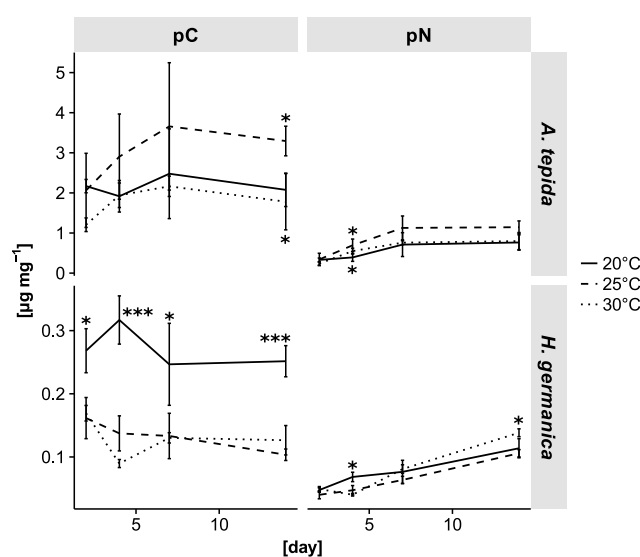 pC pN
5
4
3
2
1
0
A. tepida
* *
* *
[µg mg⁻¹]
20°C
25°C
30°C
0.3
0.2
0.1
H. germanica
* *** * ***
* *
5 10 5 10
[day]